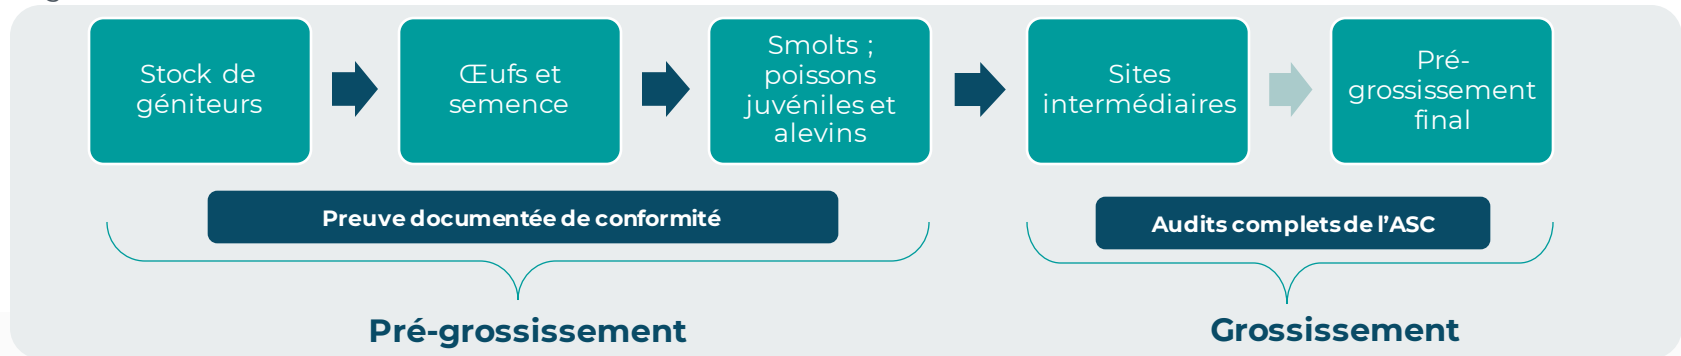 Stock de
géniteurs
Œufs et
semence
Smolts ;
poissons
juvéniles et
alevins
Sites
intermédiaires
Pré-
grossissement
final
Preuve documentée de conformité
Audits complets de l'ASC
Pré-grossissement
Grossissement